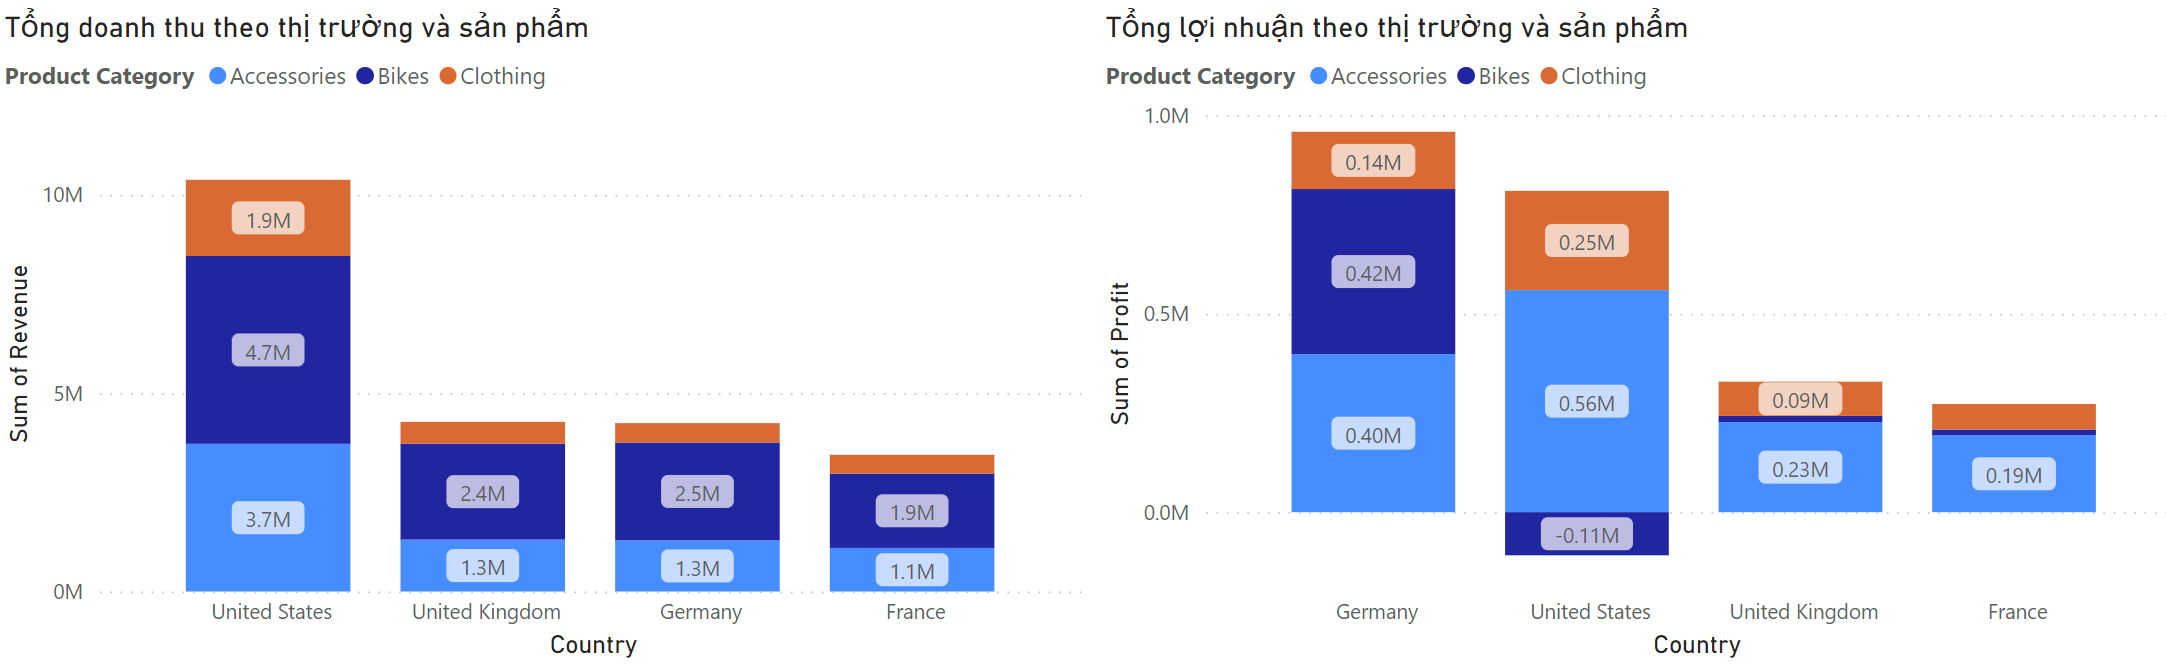 Tổng doanh thu theo thị trường và sản phẩm
Product Category Accessories Bikes Clothing
10M
5M
0M
Sum of Revenue
1.9M
4.7M
3.7M
2.4M
1.3M
2.5M
1.3M
1.9M
1.1M
United States United Kingdom Germany France
Country
Tổng lợi nhuận theo thị trường và sản phẩm
Product Category Accessories Bikes Clothing
1.0M
0.5M
0.0M
Sum of Profit
0.14M
0.42M
0.40M
0.25M
0.56M
-0.11M
0.09M
0.23M
0.19M
Germany United States United Kingdom France
Country